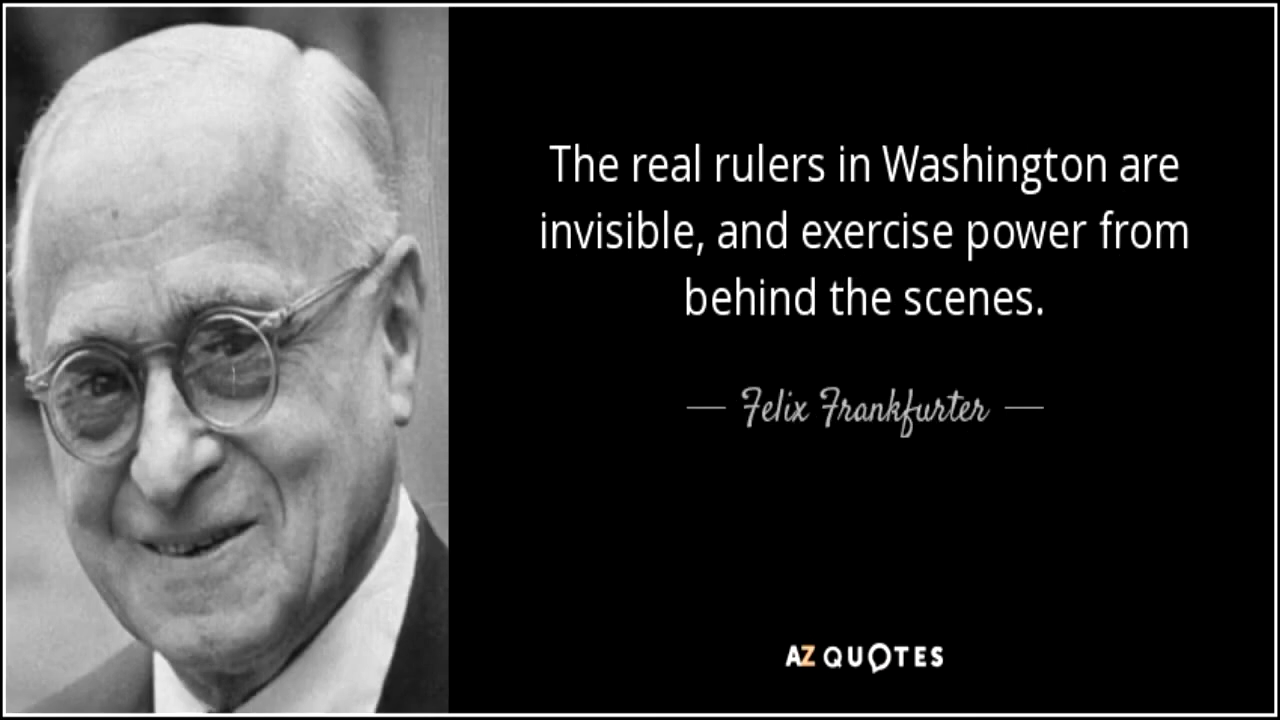 The real rulers in Washington are
invisible, and exercise power from
behind the scenes.
— Felix Frankfurter —
AZ QUOTES